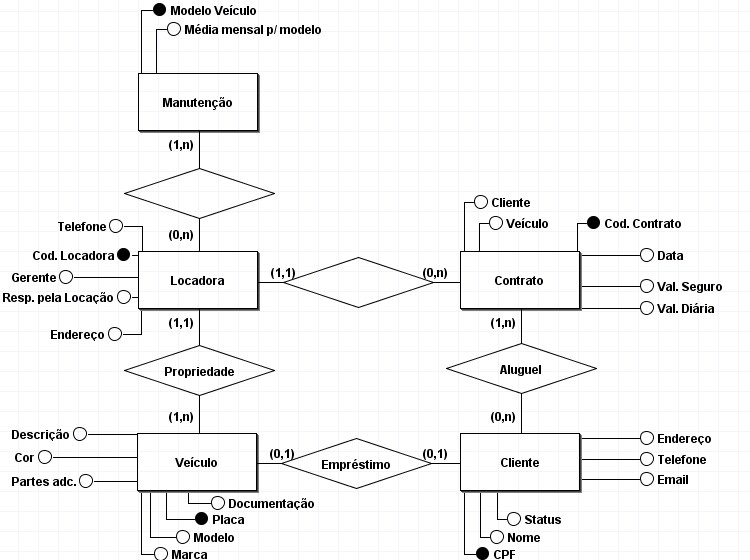 Modelo Veículo
Média mensal p/ modelo
Manutenção
(1,n)
(0,n)
Telefone
Cod. Locadora
Gerente
Resp. pela Locação
Endereço
Locadora
(1,1)
(0,n)
Cliente
Veículo
Cod. Contrato
Contrato
Data
Val. Seguro
Val. Diária
(1,1)
Propriedade
(1,n)
(1,n)
Aluguel
(0,n)
Descrição
Cor
Partes adc.
Veículo
(0,1)
Empréstimo
(0,1)
Cliente
Endereço
Telefone
Email
Documentação
Placa
Modelo
Marca
Status
Nome
CPF